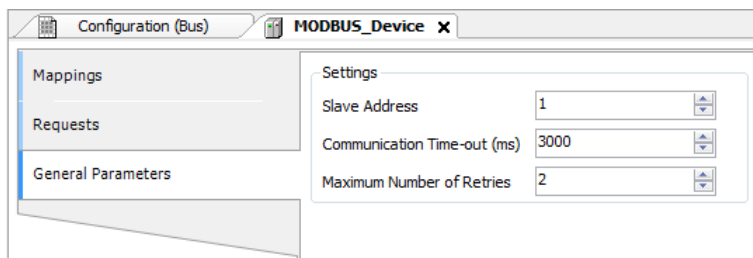 Configuration (Bus) MODBUS_Device x
Mappings
Requests
General Parameters
Settings
Slave Address 1
Communication Time-out (ms) 3000
Maximum Number of Retries 2